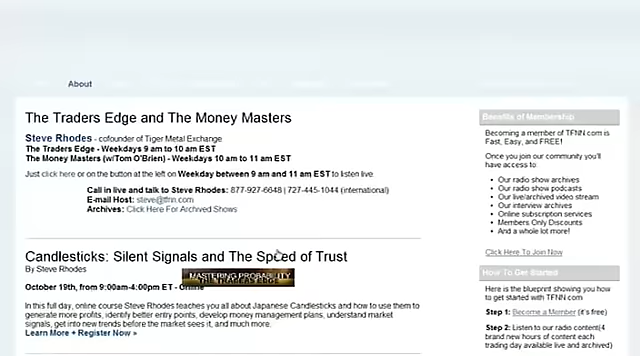 About
The Traders Edge and The Money Masters
Steve Rhodes - cofounder of Tiger Metal Exchange
The Traders Edge - Weekdays 9 am to 10 am EST
The Money Masters (w/Tom O'Brien) - Weekdays 10 am to 11 am EST
Just click here or on the button at the left on Weekday between 9 am and 11 am EST to listen live.
Call in live and talk to Steve Rhodes: 877-927-6648 | 727-445-1044 (international)
E-mail Host: steve@tfnn.com
Archives: Click Here For Archived Shows
Candlesticks: Silent Signals and The Speed of Trust
By Steve Rhodes
MASTERING PROBABILITY
THE TRADERS EDGE
October 19th, from 9:00am-4:00pm ET - Online
In this full day, online course Steve Rhodes teaches you all about Japanese Candlesticks and how to use them to
generate more profits, identify better entry points, develop money management plans, understand market
signals, get into new trends before the market sees it, and much more.
Learn More + Register Now »
Benefits of Membership
Becoming a member of TFNN.com is
Fast, Easy, and FREE!
Once you join our community you'll
have access to:
• Our radio show archives
• Our radio show podcasts
• Our live/archived video stream
• Our interview archives
• Online subscription services
• Members Only Discounts
• And a whole lot more!
Click Here To Join Now
How To Get Started
Here is the blueprint showing you how
to get started with TFNN.com
Step 1: Become a Member (it's free)
Step 2: Listen to our radio content(4
brand new hours of content each
trading day available live and archived)